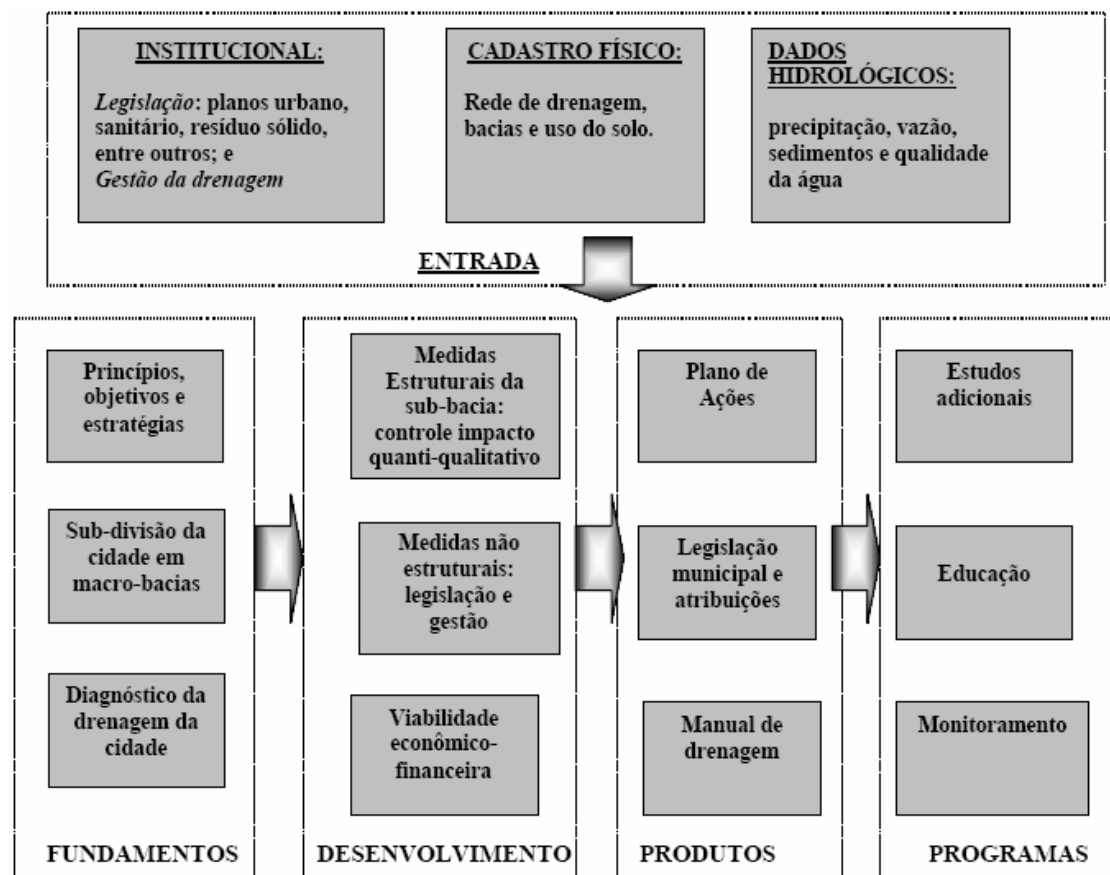 INSTITUCIONAL:
Legislação: planos urbano,
sanitário, resíduo sólido,
entre outros; e
Gestão da drenagem
CADASTRO FÍSICO:
Rede de drenagem,
bacias e uso do solo.
DADOS
HIDROLÓGICOS:
precipitação, vazão,
sedimentos e qualidade
da água
ENTRADA
Princípios,
objetivos e
estratégias
Sub-divisão da
cidade em
macro-bacias
Diagnóstico da
drenagem da
cidade
FUNDAMENTOS
Medidas
Estruturais da
sub-bacia:
controle impacto
quanti-qualitativo
Medidas não
estruturais:
legislação e
gestão
Viabilidade
econômico-
financeira
DESENVOLVIMENTO
Plano de
Ações
Legislação
municipal e
atribuições
Manual de
drenagem
PRODUTOS
Estudos
adicionais
Educação
Monitoramento
PROGRAMAS